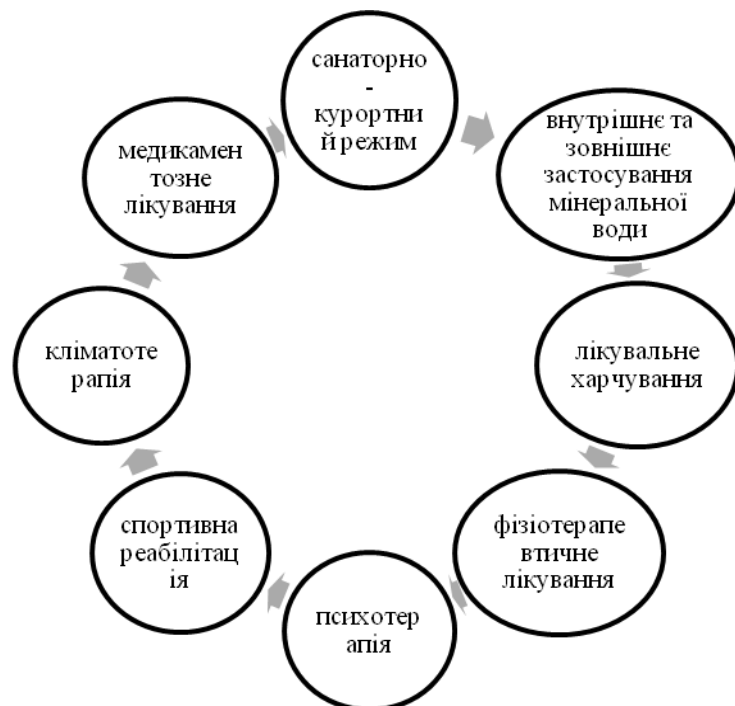 санаторно
-
курортни
й режим
внутрішнє та
зовнішнє
застосування
мінеральної
води
лікувальне
харчування
фізіотерапе
втичне
лікування
психотер
апія
спортивна
реабілітац
ія
кліматоте
рапія
медикамен
тозне
лікування